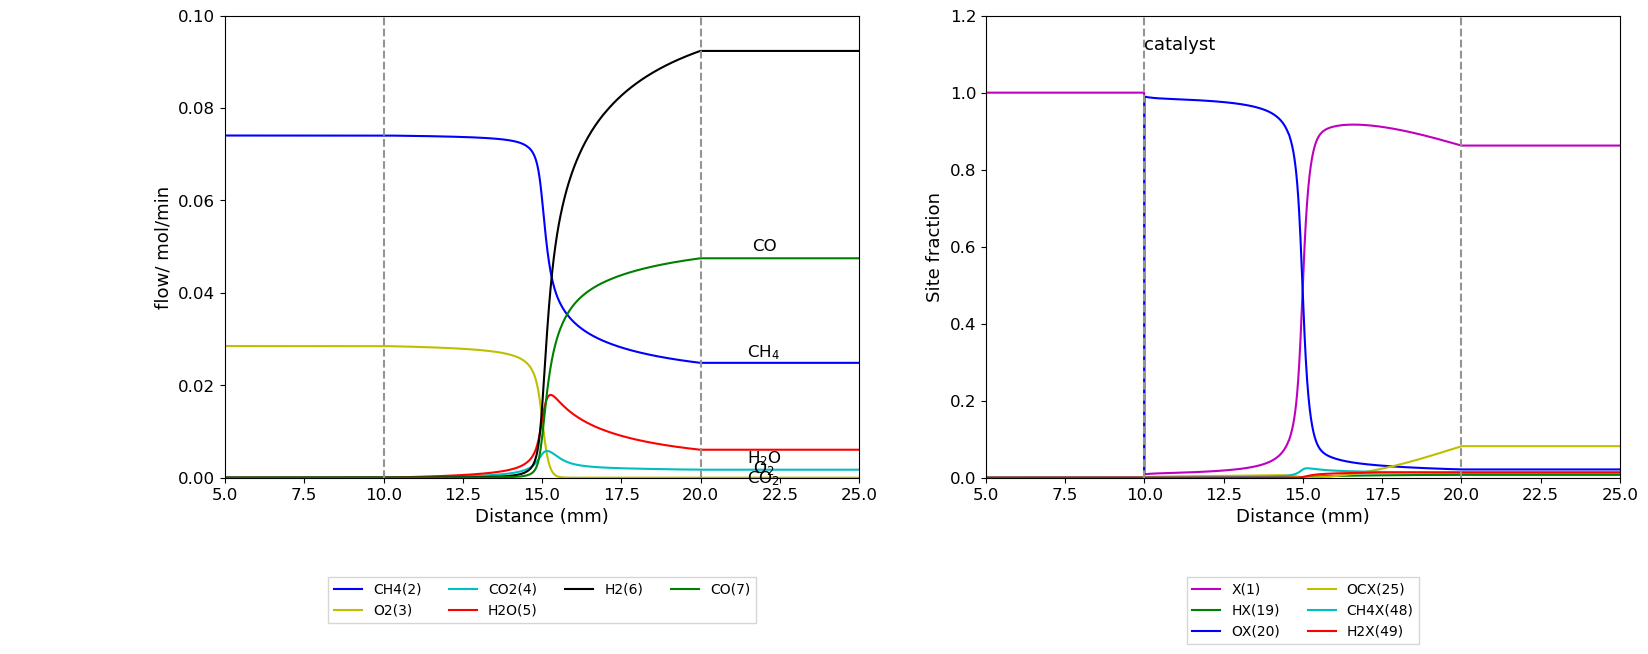 0.10
0.08
0.06
0.04
0.02
0.00
flow/ mol/min
5.0 7.5 10.0 12.5 15.0 17.5 20.0 22.5 25.0
Distance (mm)
CO
CH₄
H₂O
O₂
CO₂
CH4(2) CO2(4) H2(6) CO(7)
O2(3) H2O(5)
1.2
1.0
0.8
0.6
0.4
0.2
0.0
Site fraction
catalyst
5.0 7.5 10.0 12.5 15.0 17.5 20.0 22.5 25.0
Distance (mm)
X(1) OCX(25)
HX(19) CH4X(48)
OX(20) H2X(49)